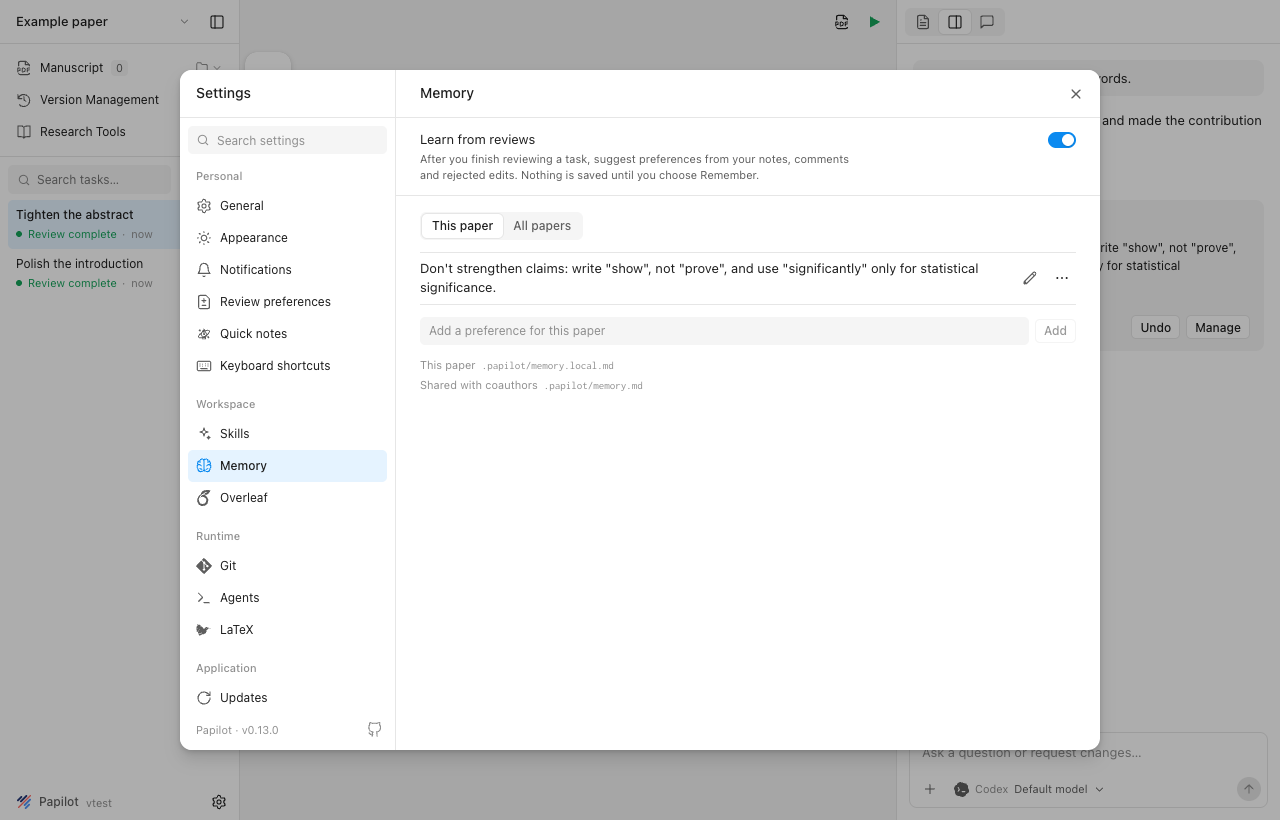 Example paper
Manuscript 0
Version Management
Research Tools
Search tasks...
Tighten the abstract
Review complete · now
Polish the introduction
Review complete · now
Papilot vtest
Settings
Search settings
Personal
General
Appearance
Notifications
Review preferences
Quick notes
Keyboard shortcuts
Workspace
Skills
Memory
Overleaf
Runtime
Git
Agents
LaTeX
Application
Updates
Papilot · v0.13.0
Memory
Learn from reviews
After you finish reviewing a task, suggest preferences from your notes, comments
and rejected edits. Nothing is saved until you choose Remember.
This paper All papers
Don't strengthen claims: write "show", not "prove", and use "significantly" only for statistical
significance.
Add a preference for this paper Add
This paper .papilot/memory.local.md
Shared with coauthors .papilot/memory.md
PDF
and made the contribution
"show", not "prove",
for statistical
Undo Manage
Ask a question or request changes...
Codex Default model